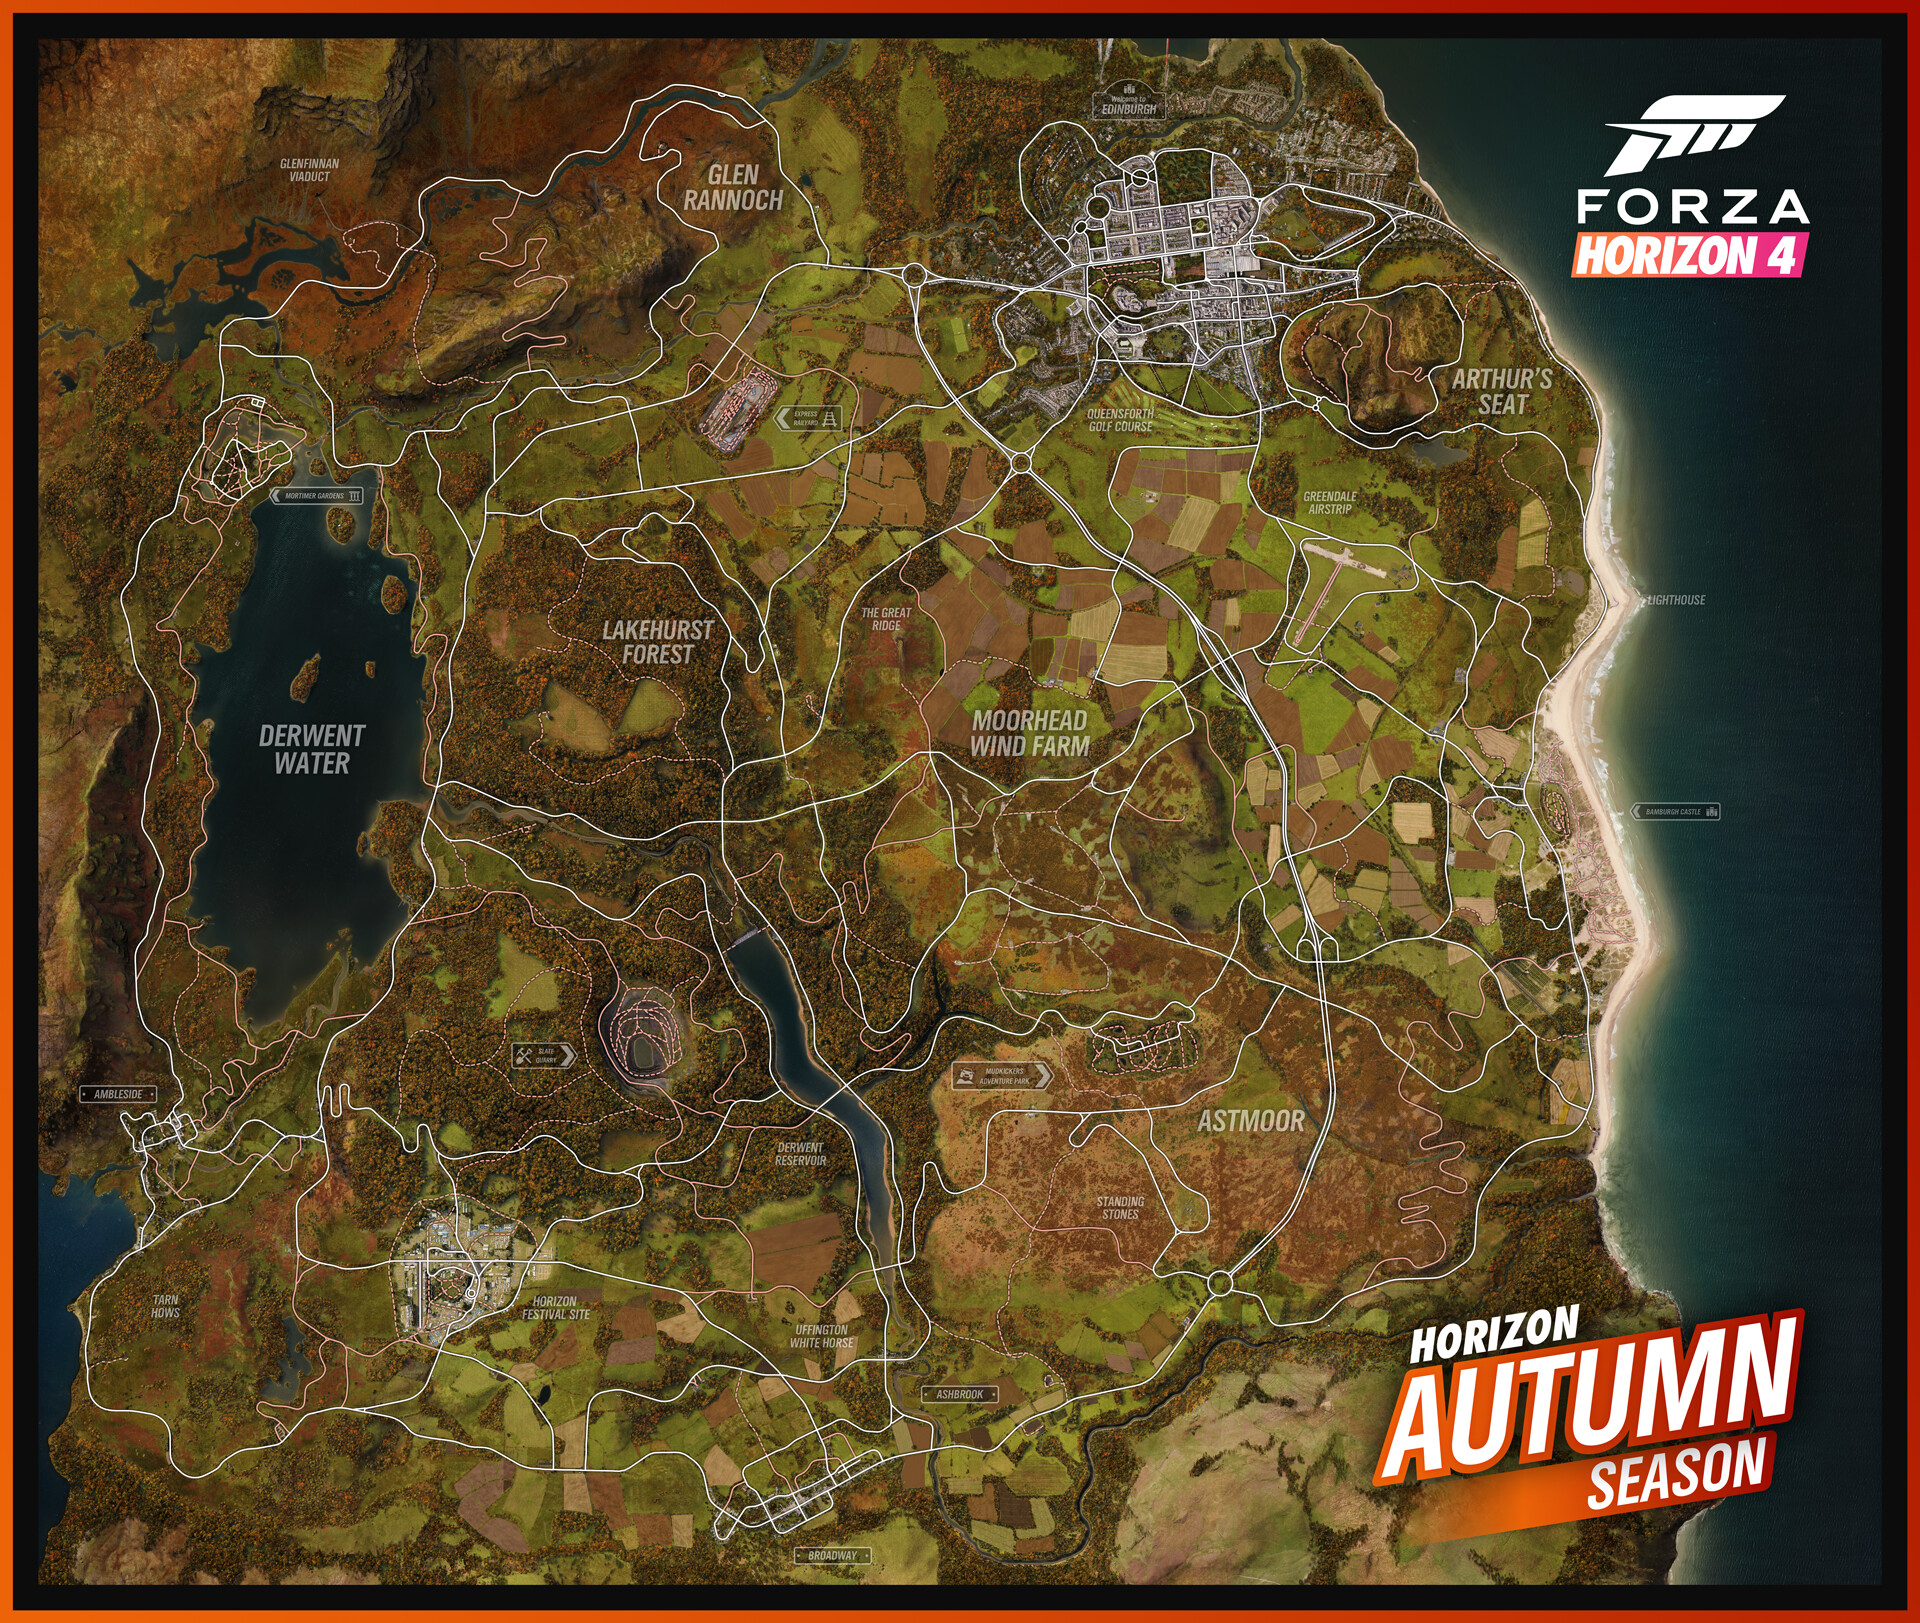 Welcome to
EDINBURGH
GLENFINNAN
VIADUCT
GLEN
RANNOCH
FORZA
HORIZON 4
ARTHUR'S
SEAT
EXPRESS
RAILYARD
QUEENSFORTH
GOLF COURSE
MORTIMER GARDENS
GREENDALE
AIRSTRIP
LIGHTHOUSE
THE GREAT
RIDGE
LAKEHURST
FOREST
DERWENT
WATER
MOORHEAD
WIND FARM
BAMBURGH CASTLE
SLATE
QUARRY
MUDKICKERS
ADVENTURE PARK
AMBLESIDE
ASTMOOR
DERWENT
RESERVOIR
STANDING
STONES
TARN
HOWS
HORIZON
FESTIVAL SITE
UFFINGTON
WHITE HORSE
ASHBROOK
BROADWAY
HORIZON
AUTUMN
SEASON